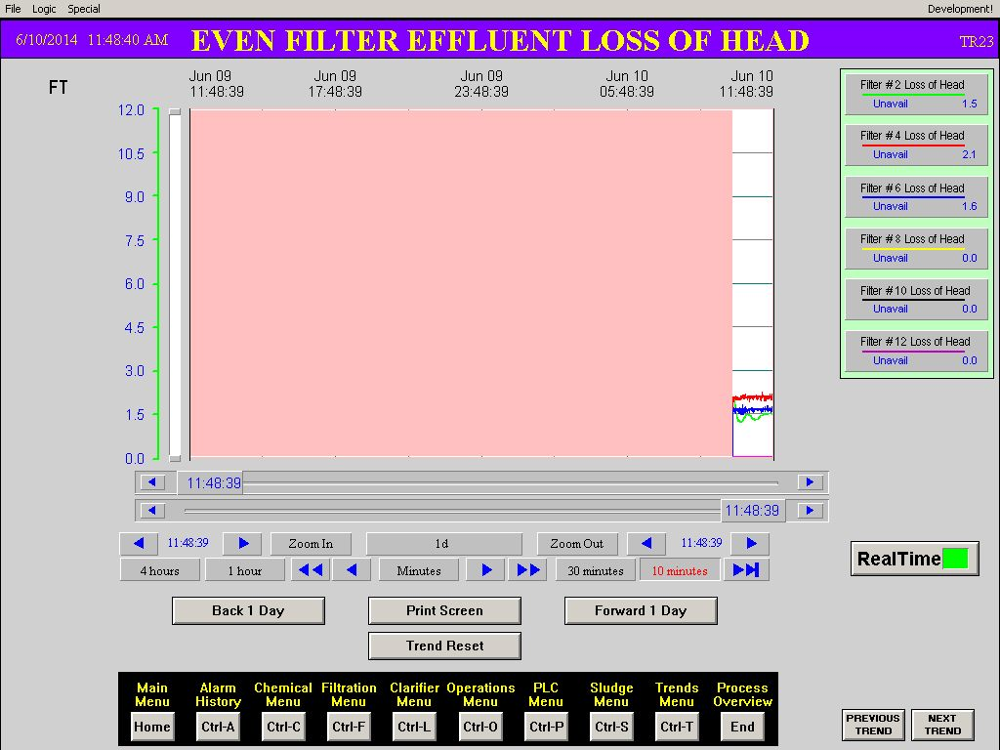 File Logic Special Development!
6/10/2014 11:48:40 AM EVEN FILTER EFFLUENT LOSS OF HEAD TR23
FT
Jun 09 Jun 09 Jun 09 Jun 10 Jun 10
11:48:39 17:48:39 23:48:39 05:48:39 11:48:39
12.0
10.5
9.0
7.5
6.0
4.5
3.0
1.5
0.0
Filter #2 Loss of Head
Unavail 1.5
Filter #4 Loss of Head
Unavail 2.1
Filter #6 Loss of Head
Unavail 1.6
Filter #8 Loss of Head
Unavail 0.0
Filter #10 Loss of Head
Unavail 0.0
Filter #12 Loss of Head
Unavail 0.0
11:48:39
11:48:39
11:48:39 Zoom In 1d Zoom Out 11:48:39
4 hours 1 hour Minutes 30 minutes 10 minutes
RealTime
Back 1 Day Print Screen Forward 1 Day
Trend Reset
Main Alarm Chemical Filtration Clarifier Operations PLC Sludge Trends Process
Menu History Menu Menu Menu Menu Menu Menu Menu Overview
Home Ctrl-A Ctrl-C Ctrl-F Ctrl-L Ctrl-O Ctrl-P Ctrl-S Ctrl-T End
PREVIOUS NEXT
TREND TREND